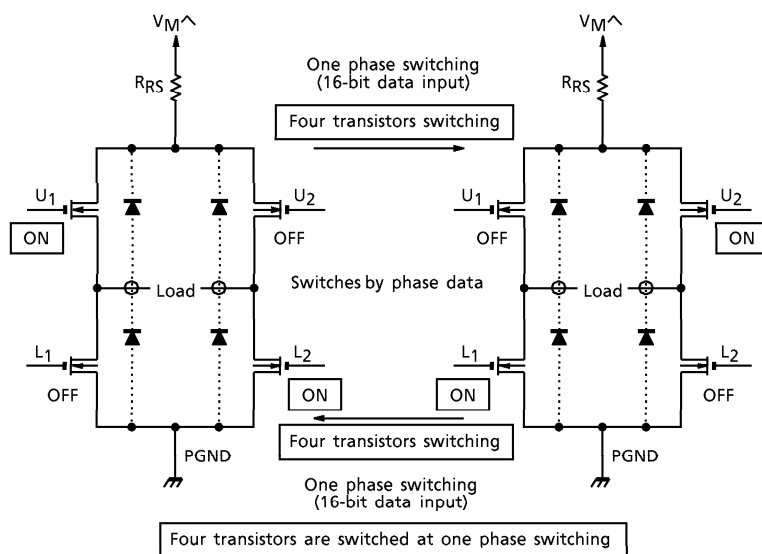 VM^
RRS
One phase switching
(16-bit data input)
Four transistors switching
VM^
RRS
U1
ON
U2
OFF
U1
OFF
U2
ON
Load
Switches by phase data
Load
L1
OFF
L2
ON
L1
ON
L2
OFF
Four transistors switching
PGND
PGND
One phase switching
(16-bit data input)
Four transistors are switched at one phase switching